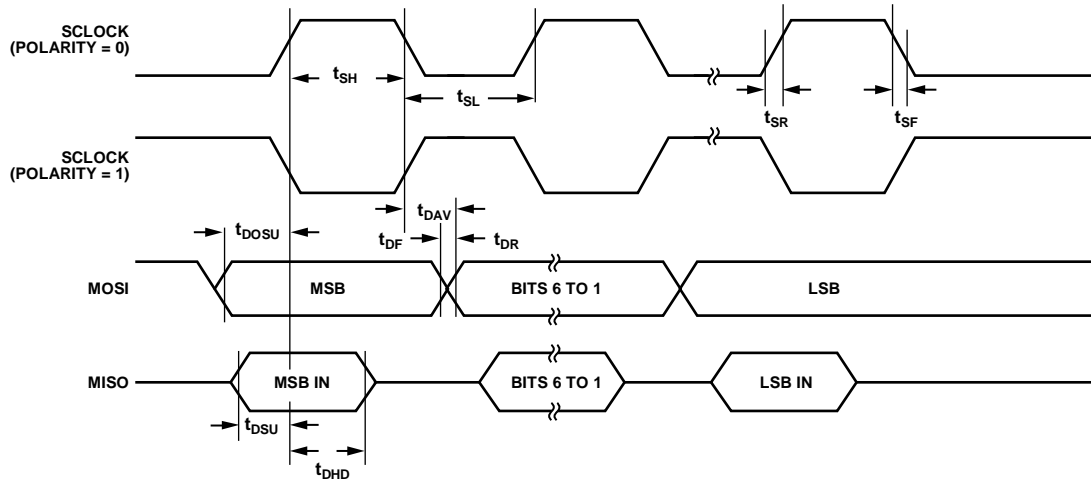 SCLOCK
(POLARITY = 0)
tSH
tSL
tSR
tSF
SCLOCK
(POLARITY = 1)
tDAV
tDOSU
tDF
tDR
MOSI
MSB
BITS 6 TO 1
LSB
MISO
MSB IN
BITS 6 TO 1
LSB IN
tDSU
tDHD